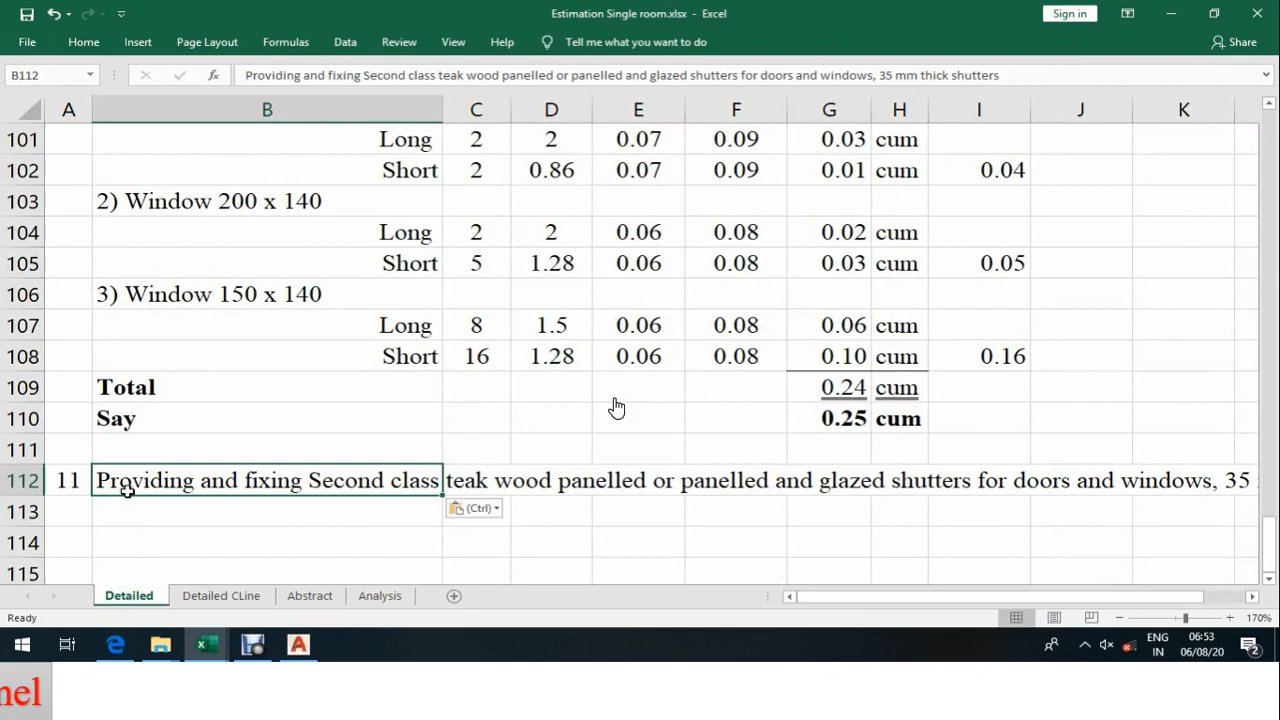 Estimation Single room.xlsx - Excel
Sign in
File Home Insert Page Layout Formulas Data Review View Help Tell me what you want to do Share
B112 fx Providing and fixing Second class teak wood panelled or panelled and glazed shutters for doors and windows, 35 mm thick shutters
A B C D E F G H I J K
101 Long 2 2 0.07 0.09 0.03 cum
102 Short 2 0.86 0.07 0.09 0.01 cum 0.04
103 2) Window 200 x 140
104 Long 2 2 0.06 0.08 0.02 cum
105 Short 5 1.28 0.06 0.08 0.03 cum 0.05
106 3) Window 150 x 140
107 Long 8 1.5 0.06 0.08 0.06 cum
108 Short 16 1.28 0.06 0.08 0.10 cum 0.16
109 Total 0.24 cum
110 Say 0.25 cum
111
112 11 Providing and fixing Second class teak wood panelled or panelled and glazed shutters for doors and windows, 35
113 (Ctrl)
114
115
Detailed Detailed CLine Abstract Analysis
Ready 170%
ENG 06:53
IN 06/08/20 2
nel